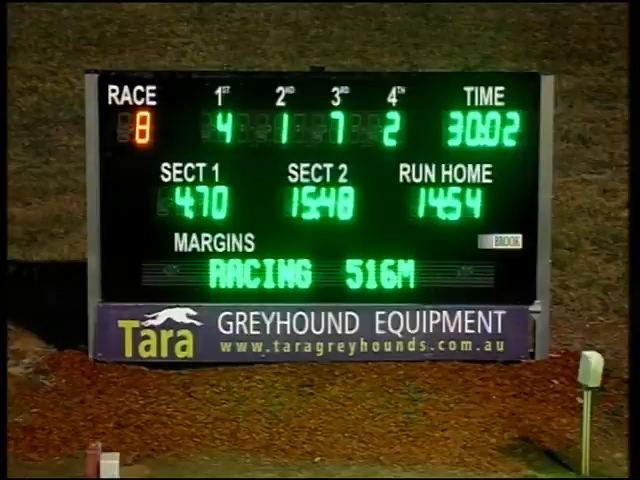 RACE 1ST 2ND 3RD 4TH TIME
8 4 1 7 2 30.02
SECT 1 SECT 2 RUN HOME
4.70 15.48 14.54
MARGINS BROOK
RACING 516M
Tara GREYHOUND EQUIPMENT
www.taragreyhounds.com.au